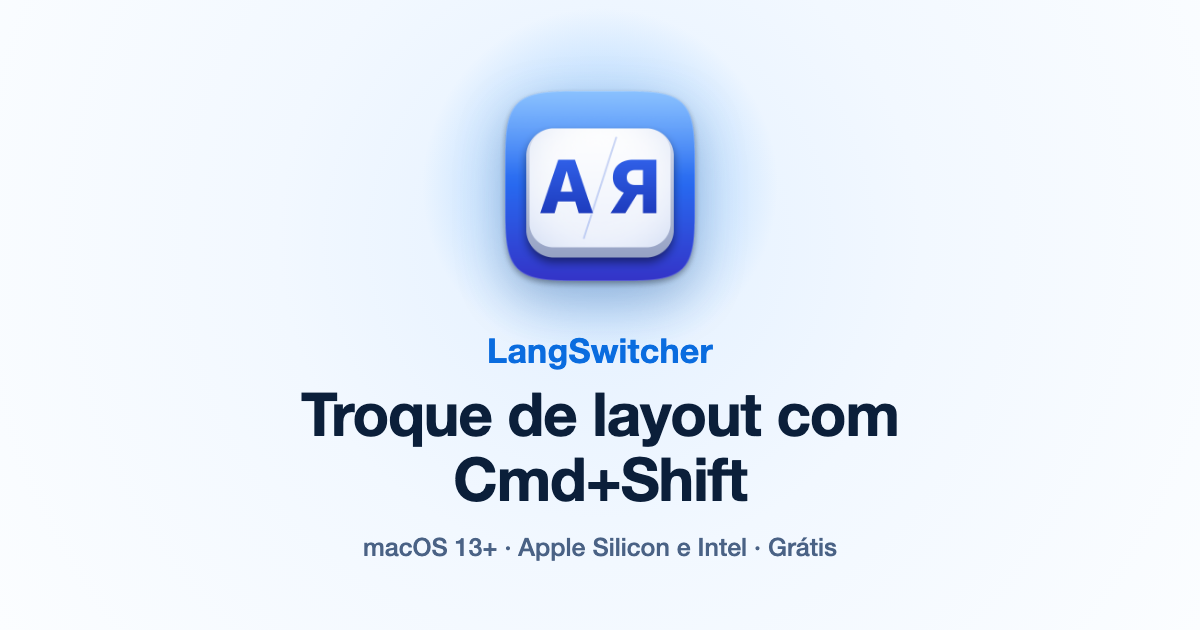 A/Я
LangSwitcher
Troque de layout com
Cmd+Shift
macOS 13+ · Apple Silicon e Intel · Grátis